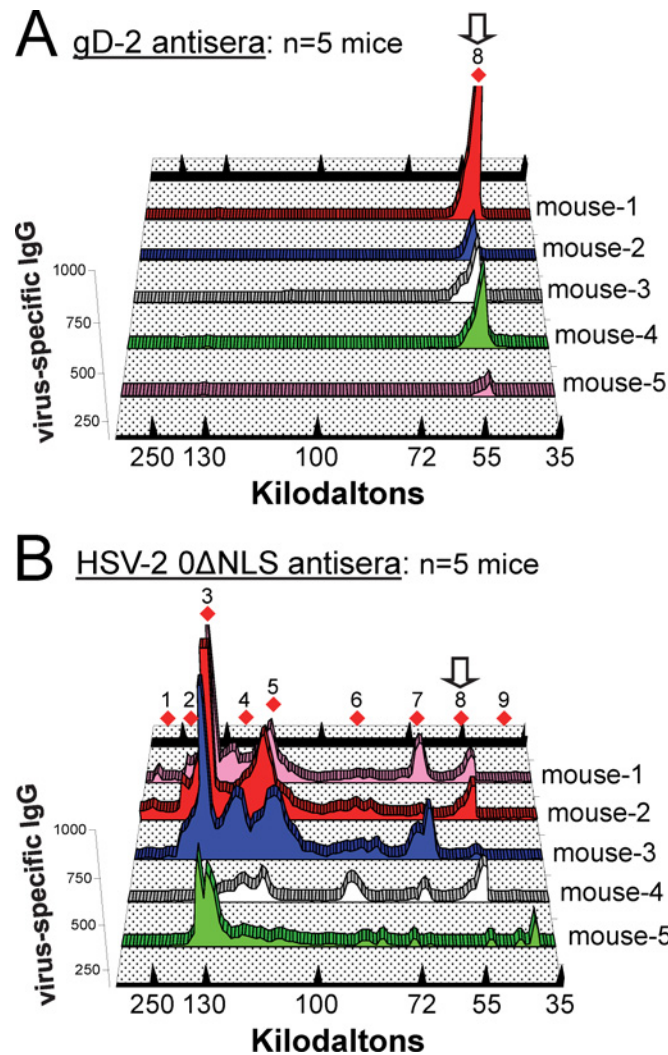 A gD-2 antisera: n=5 mice
8
mouse-1
mouse-2
mouse-3
mouse-4
mouse-5
virus-specific IgG
1000
750
500
250
250 130 100 72 55 35
Kilodaltons
B HSV-2 0ΔNLS antisera: n=5 mice
3
1 2 4 5 6 7 8 9
mouse-1
mouse-2
mouse-3
mouse-4
mouse-5
virus-specific IgG
1000
750
500
250
250 130 100 72 55 35
Kilodaltons